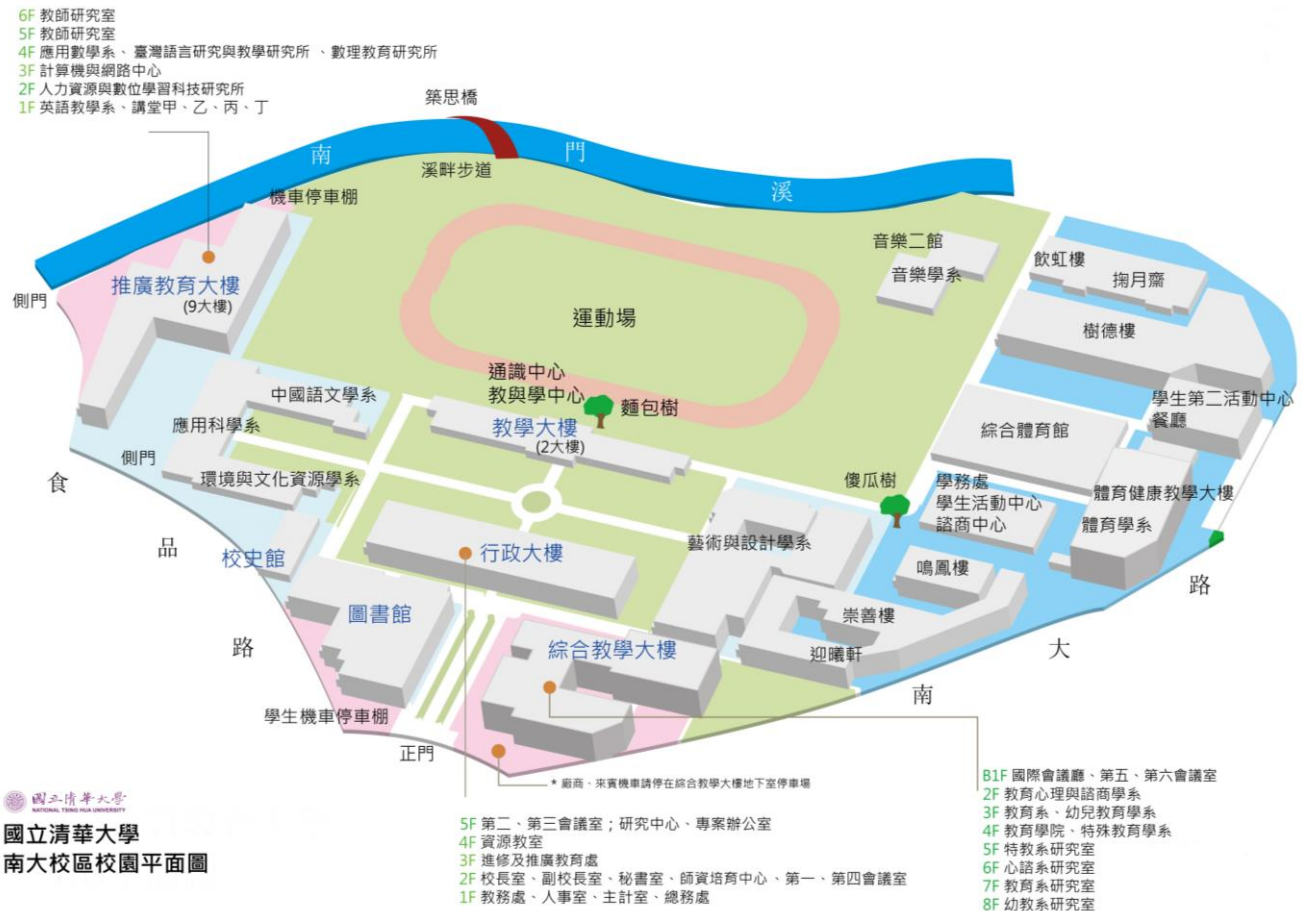 6F 教師研究室
5F 教師研究室
4F 應用數學系、臺灣語言研究與教學研究所 、數理教育研究所
3F 計算機與網路中心
2F 人力資源與數位學習科技研究所
1F 英語教學系、講堂甲、乙、丙、丁
築思橋
南門溪
溪畔步道
機車停車棚
推廣教育大樓
(9大樓)
側門
運動場
音樂二館
音樂學系
飲虹樓
掬月齋
樹德樓
通識中心
教與學中心
麵包樹
教學大樓
(2大樓)
中國語文學系
應用科學系
側門
環境與文化資源學系
學生第二活動中心
餐廳
綜合體育館
傻瓜樹
學務處
學生活動中心
諮商中心
體育健康教學大樓
體育學系
藝術與設計學系
行政大樓
校史館
圖書館
鳴鳳樓
崇善樓
迎曦軒
綜合教學大樓
食品路
南大路
學生機車停車棚
正門
* 廠商、來賓機車請停在綜合教學大樓地下室停車場
5F 第二、第三會議室；研究中心、專案辦公室
4F 資源教室
3F 進修及推廣教育處
2F 校長室、副校長室、秘書室、師資培育中心、第一、第四會議室
1F 教務處、人事室、主計室、總務處
B1F 國際會議廳、第五、第六會議室
2F 教育心理與諮商學系
3F 教育系、幼兒教育學系
4F 教育學院、特殊教育學系
5F 特教系研究室
6F 心諮系研究室
7F 教育系研究室
8F 幼教系研究室
國立清華大學
NATIONAL TSING HUA UNIVERSITY
國立清華大學
南大校區校園平面圖